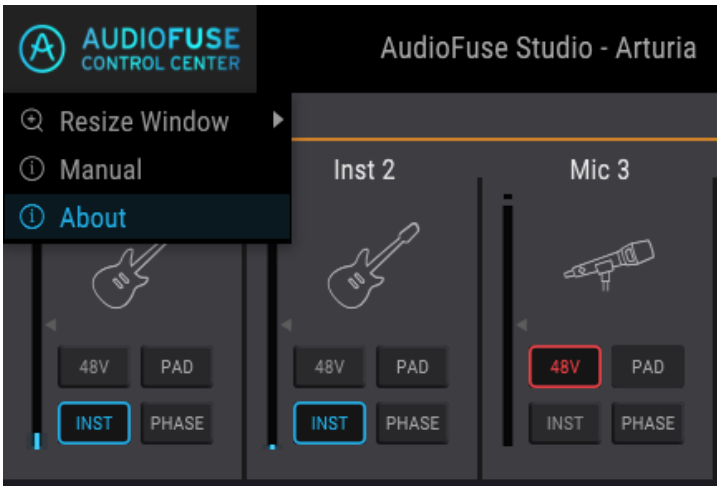 AUDIOFUSE
CONTROL CENTER
AudioFuse Studio - Arturia
Resize Window
Manual
About
Inst 2
Mic 3
48V PAD
INST PHASE
48V PAD
INST PHASE
48V PAD
INST PHASE